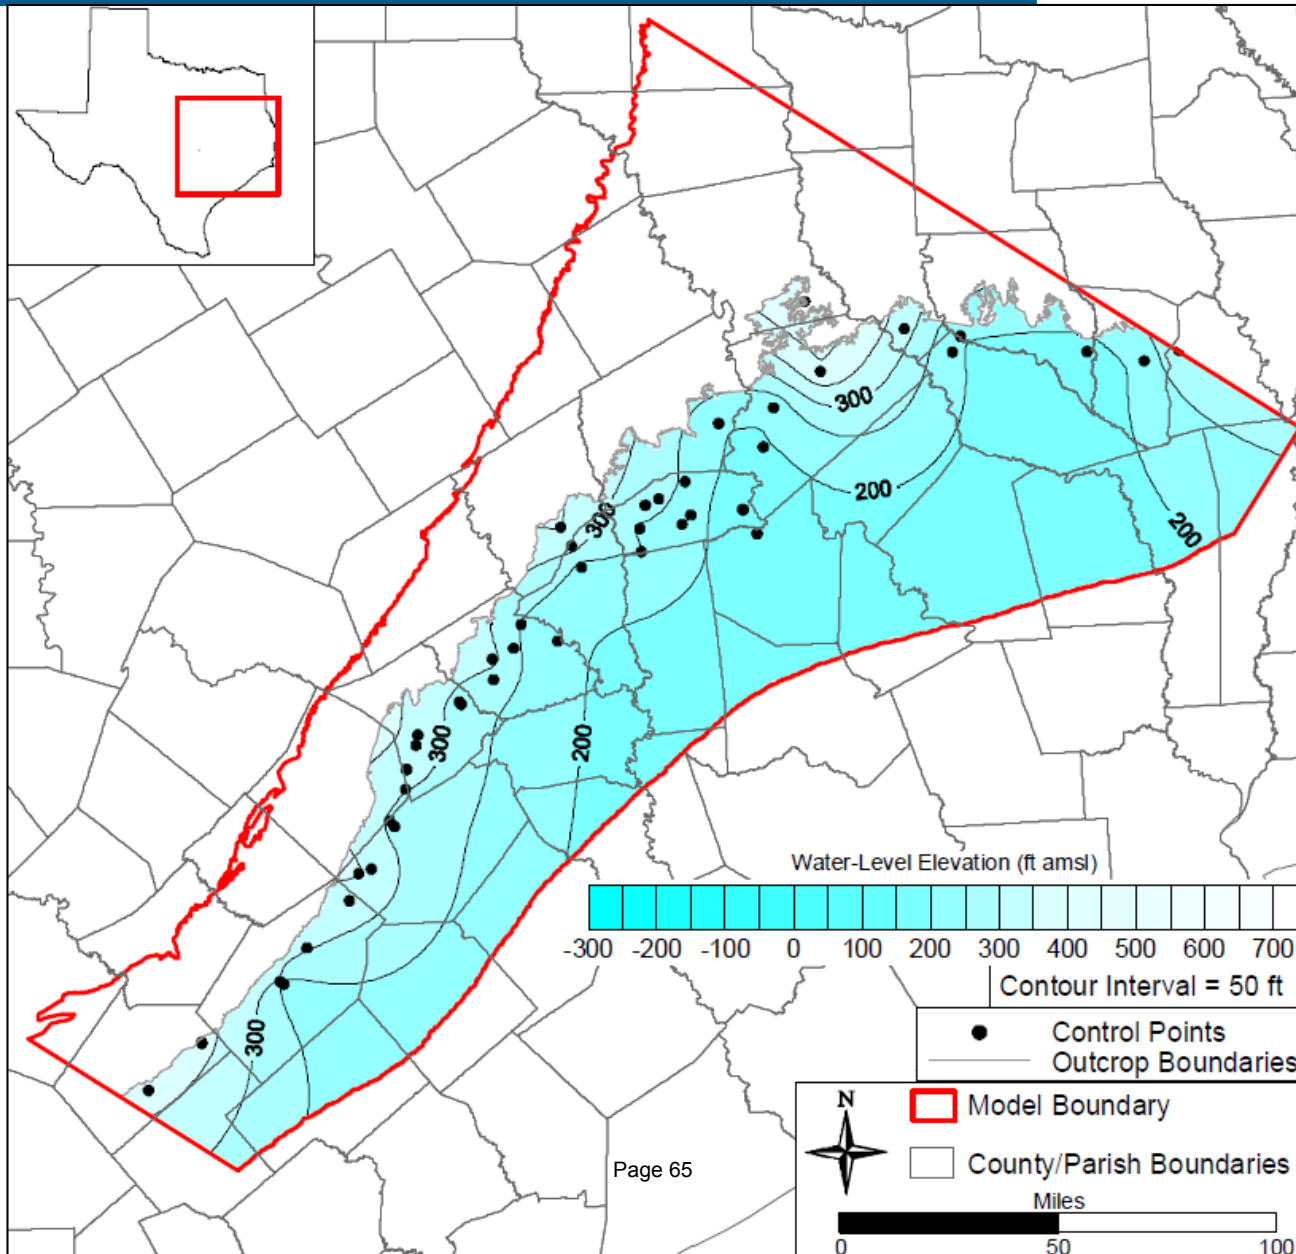 300
200
300
200
300
200
Water-Level Elevation (ft amsl)
-300 -200 -100 0 100 200 300 400 500 600 700
Contour Interval = 50 ft
300
Control Points
Outcrop Boundaries
N
Model Boundary
County/Parish Boundaries
Page 65
Miles
0 50 100